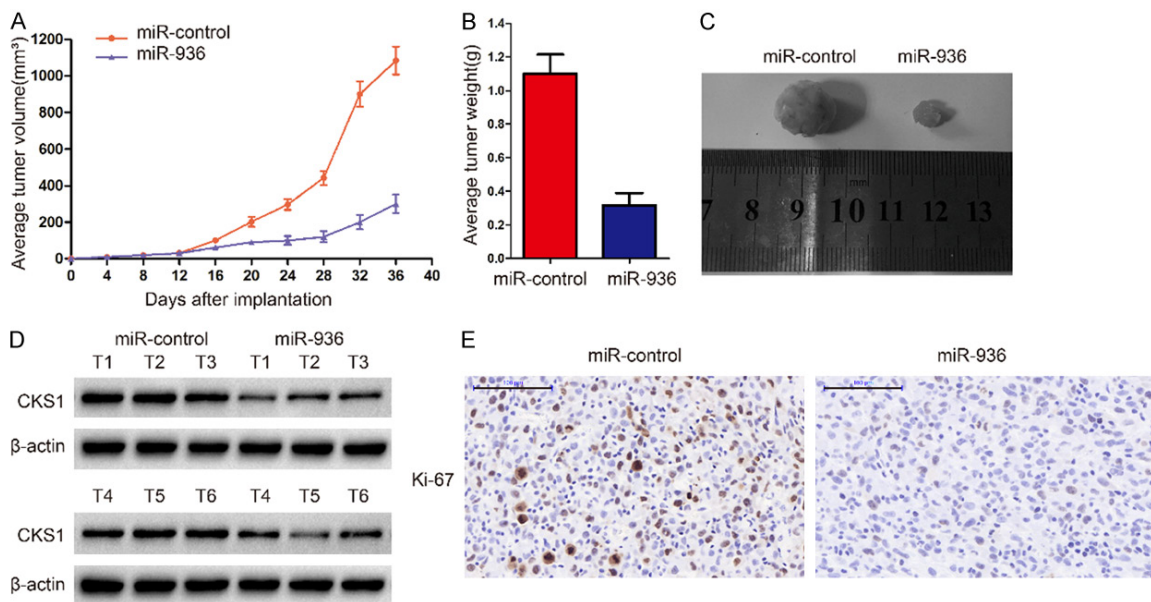 A
miR-control
miR-936
Average tumer volume(mm³)
1200
1000
800
600
400
200
0
0 4 8 12 16 20 24 28 32 36 40
Days after implantation
B
Average tumer weight(g)
1.4
1.2
1.0
0.8
0.6
0.4
0.2
0.0
miR-control miR-936
C
miR-control miR-936
mm
7 8 9 10 11 12 13
D
miR-control miR-936
T1 T2 T3 T1 T2 T3
CKS1
β-actin
T4 T5 T6 T4 T5 T6
CKS1
β-actin
E
miR-control miR-936
Ki-67